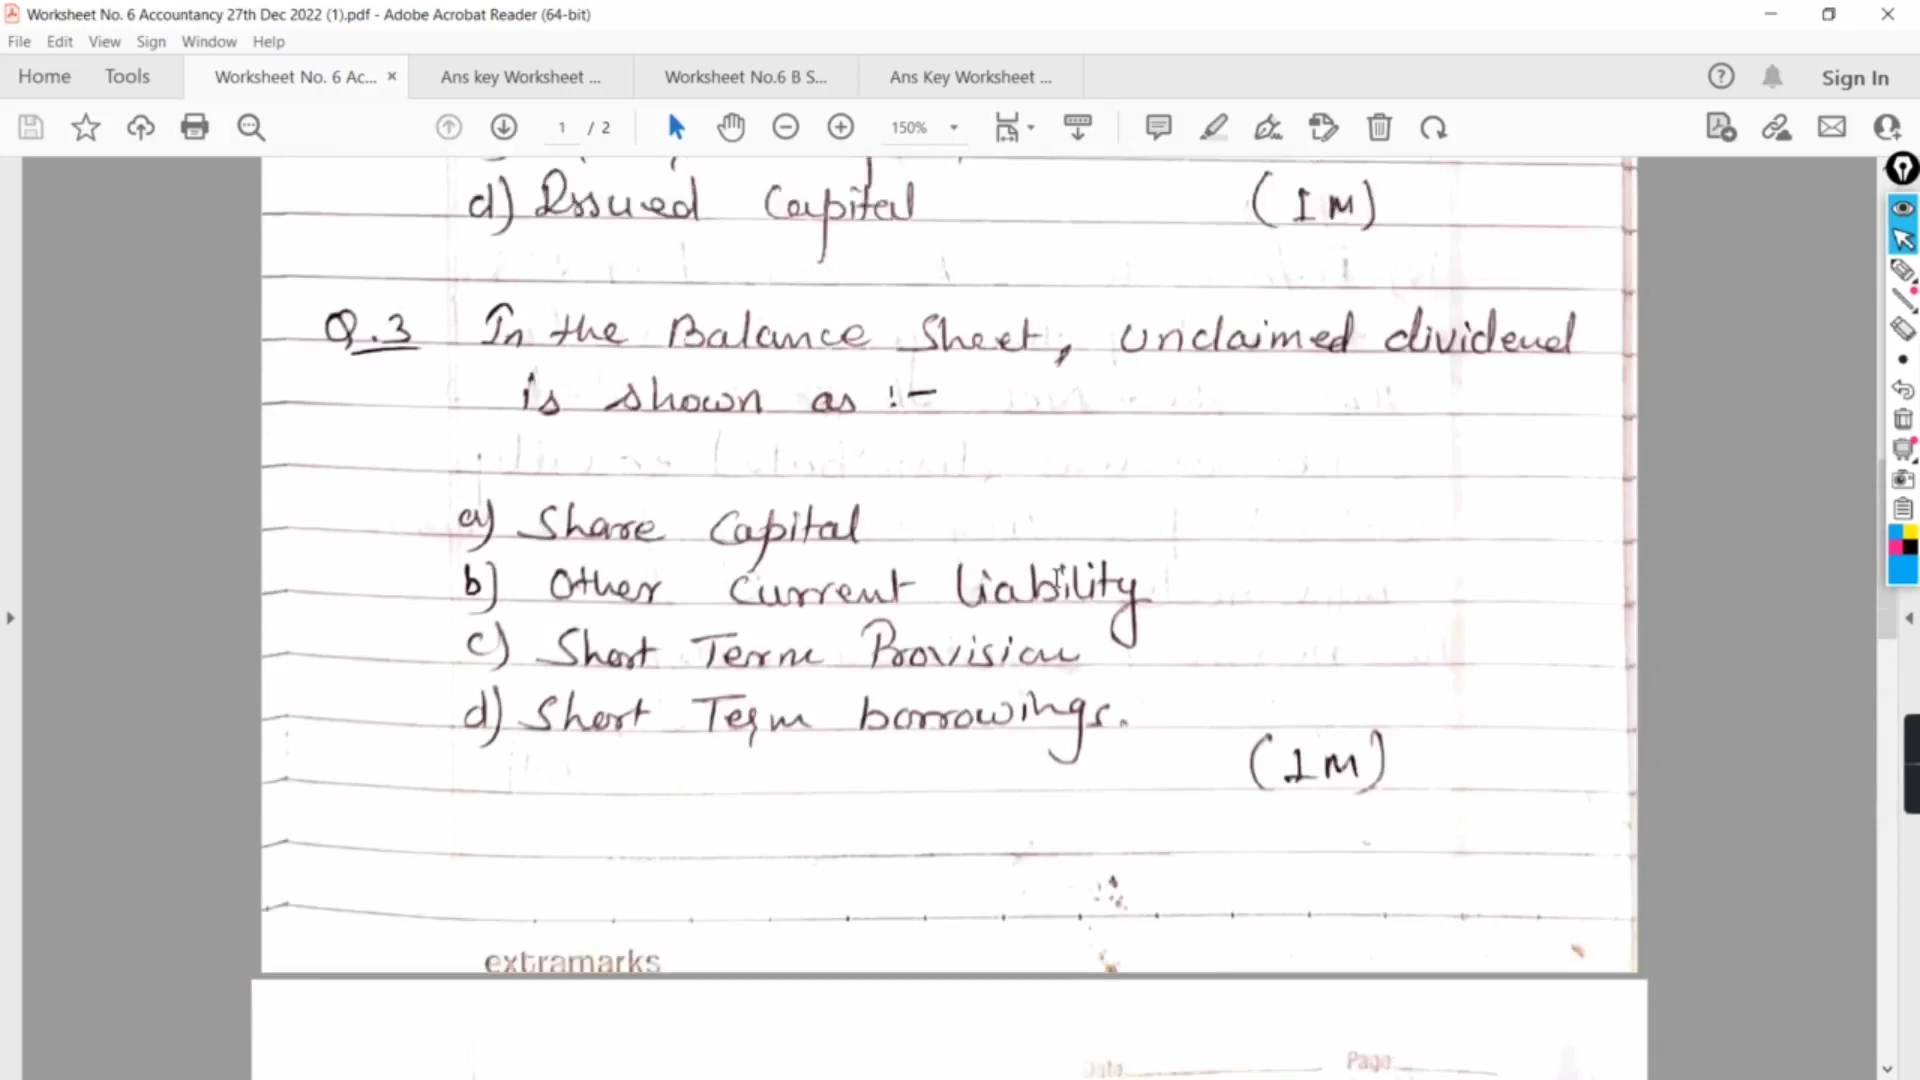 Worksheet No. 6 Accountancy 27th Dec 2022 (1).pdf - Adobe Acrobat Reader (64-bit)
File Edit View Sign Window Help
Home Tools Worksheet No. 6 Ac... × Ans key Worksheet ... Worksheet No.6 B S... Ans Key Worksheet ... Sign In
1 / 2 150%
d) Issued Capital (1M)
Q.3 In the Balance Sheet, Unclaimed dividend
is shown as :-
a) Share Capital
b) Other Current Liability
c) Short Term Provision
d) Short Term borrowings.
(1M)
extramarks
Date Page